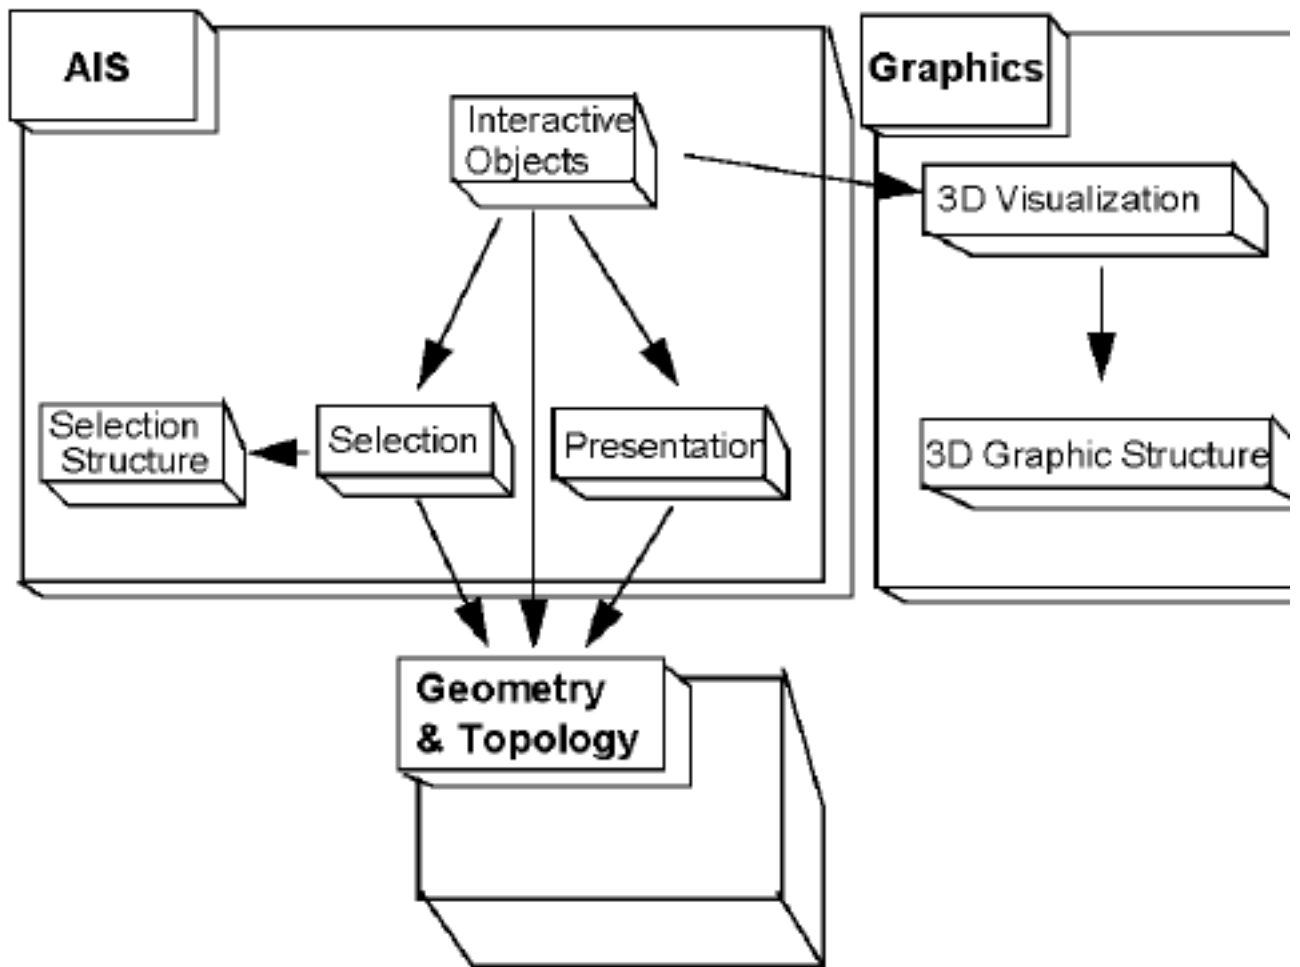 AIS
Graphics
Interactive
Objects
3D Visualization
Selection
Structure
Selection
Presentation
3D Graphic Structure
Geometry
& Topology